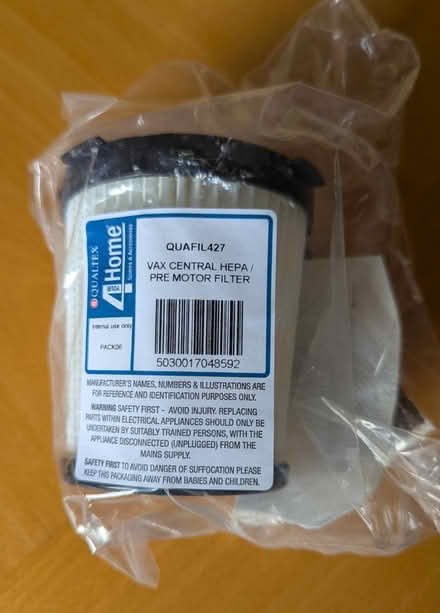 QUALTEX
4 Home
Spares & Accessories
QUAFIL427
VAX CENTRAL HEPA /
PRE MOTOR FILTER
Internal use only
PACK06
5030017048592
MANUFACTURER'S NAMES, NUMBERS & ILLUSTRATIONS ARE
FOR REFERENCE AND IDENTIFICATION PURPOSES ONLY.
WARNING SAFETY FIRST - AVOID INJURY. REPLACING
PARTS WITHIN ELECTRICAL APPLIANCES SHOULD ONLY BE
UNDERTAKEN BY SUITABLY TRAINED PERSONS, WITH THE
APPLIANCE DISCONNECTED (UNPLUGGED) FROM THE
MAINS SUPPLY.
SAFETY FIRST TO AVOID DANGER OF SUFFOCATION PLEASE
KEEP THIS PACKAGING AWAY FROM BABIES AND CHILDREN.